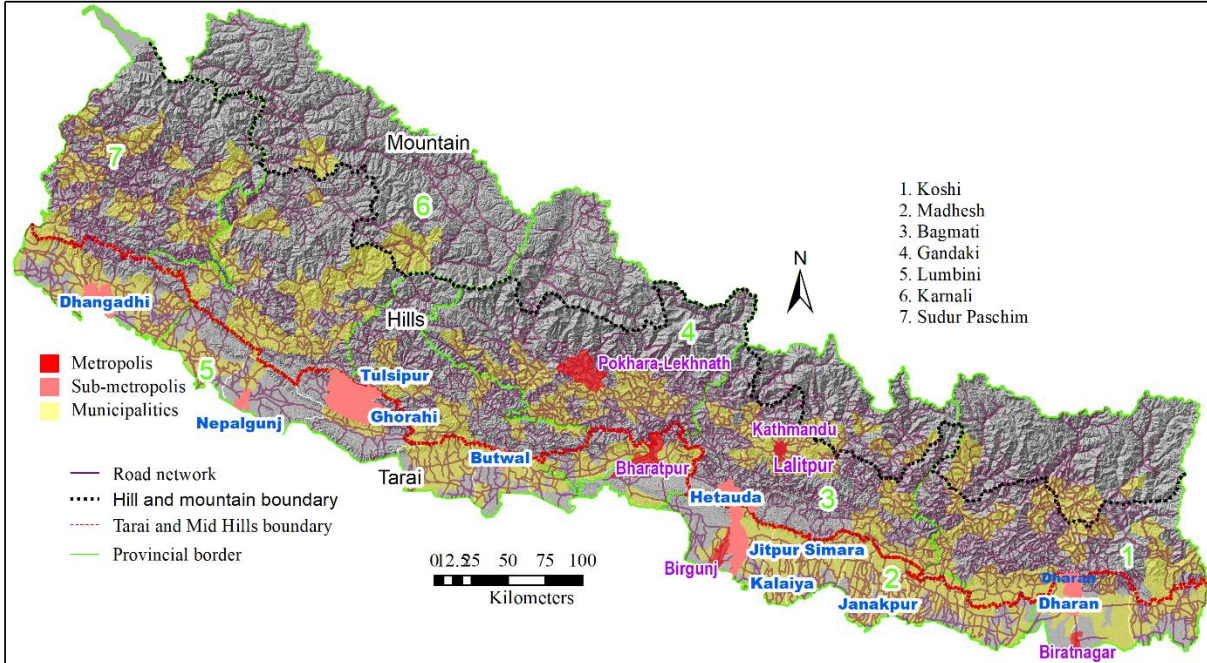 Mountain
7
6
N
1. Koshi
2. Madhesh
3. Bagmati
4. Gandaki
5. Lumbini
6. Karnali
7. Sudur Paschim
Dhangadhi
Hills
4
Metropolis
Sub-metropolis
Municipalitics
5
Pokhara-Lekhnath
Tulsipur
Ghorahi
Nepalgunj
Kathmandu
Lalitpur
Butwal
Bharatpur
Tarai
Road network
Hill and mountain boundary
Tarai and Mid Hills boundary
Provincial border
Hetauda
3
Jitpur Simara
Birgunj
Kalaiya
2
Janakpur
1
Dharan
Dharan
Biratnagar
012.525 50 75 100
Kilometers